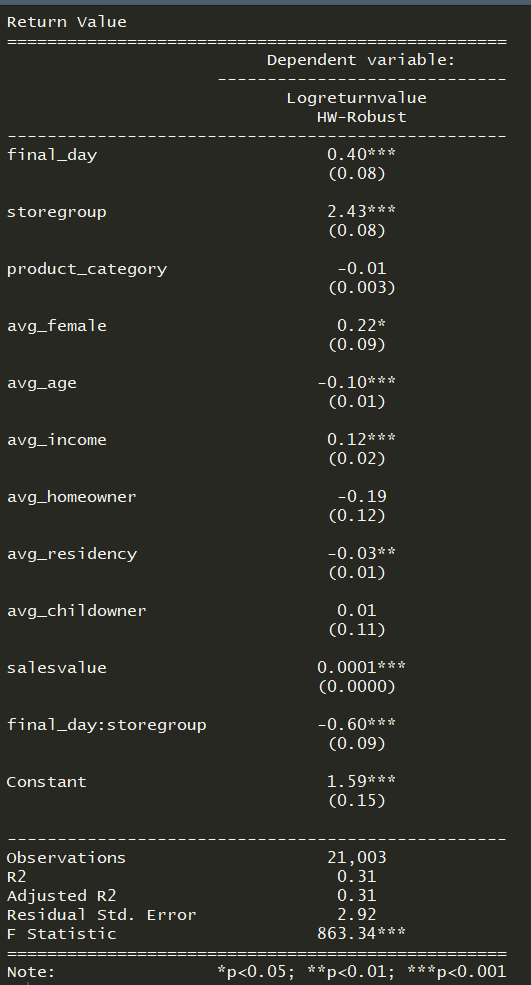 Return Value
==================================================
Dependent variable:
-----------------------------
Logreturnvalue
HW-Robust
--------------------------------------------------
final_day 0.40***
(0.08)
storegroup 2.43***
(0.08)
product_category -0.01
(0.003)
avg_female 0.22*
(0.09)
avg_age -0.10***
(0.01)
avg_income 0.12***
(0.02)
avg_homeowner -0.19
(0.12)
avg_residency -0.03**
(0.01)
avg_childowner 0.01
(0.11)
salesvalue 0.0001***
(0.0000)
final_day:storegroup -0.60***
(0.09)
Constant 1.59***
(0.15)
--------------------------------------------------
Observations 21,003
R2 0.31
Adjusted R2 0.31
Residual Std. Error 2.92
F Statistic 863.34***
==================================================
Note: *p<0.05; **p<0.01; ***p<0.001